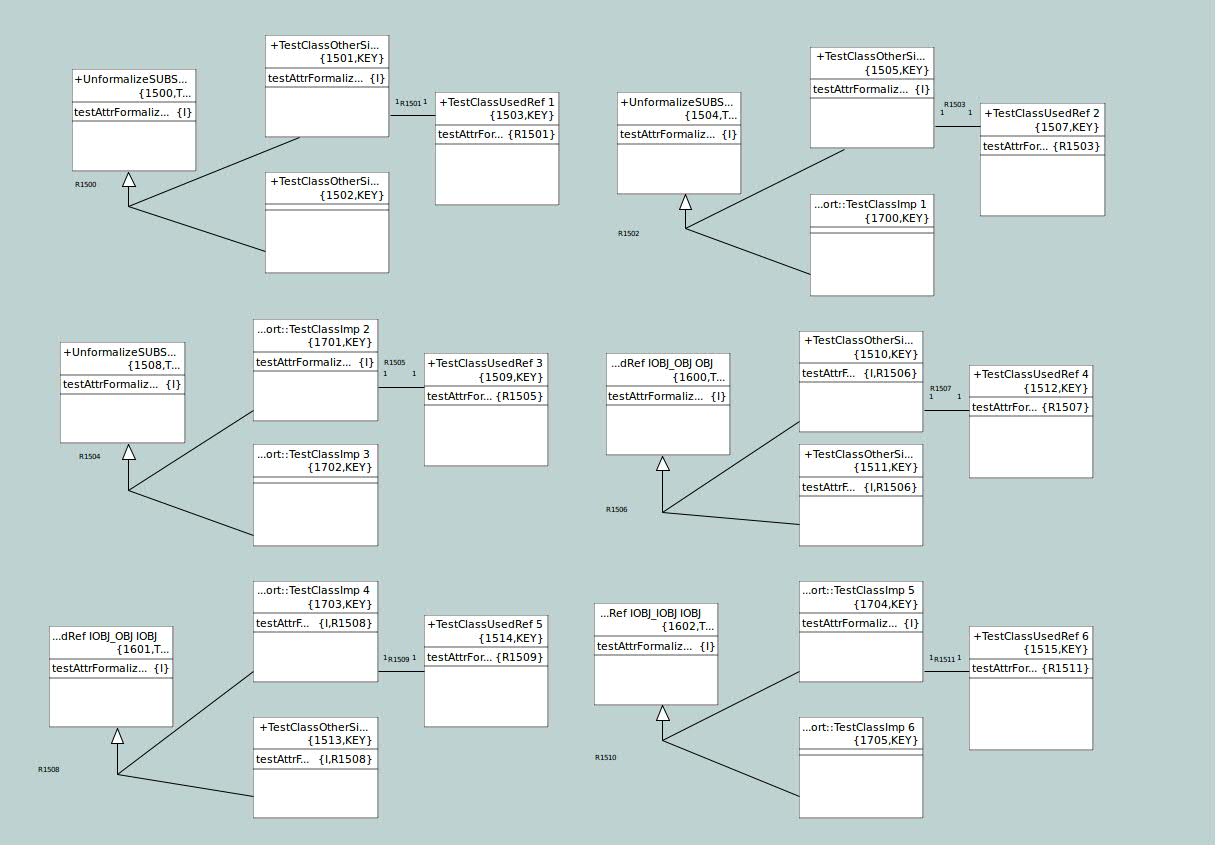 +UnformalizeSUBS...
{1500,T...
testAttrFormaliz... {I}
R1500
+TestClassOtherSi...
{1501,KEY}
testAttrFormaliz... {I}
1 R1501 1
+TestClassUsedRef 1
{1503,KEY}
testAttrFor... {R1501}
+TestClassOtherSi...
{1502,KEY}
+UnformalizeSUBS...
{1504,T...
testAttrFormaliz... {I}
R1502
+TestClassOtherSi...
{1505,KEY}
testAttrFormaliz... {I}
R1503
1 1
+TestClassUsedRef 2
{1507,KEY}
testAttrFor... {R1503}
...ort::TestClassImp 1
{1700,KEY}
+UnformalizeSUBS...
{1508,T...
testAttrFormaliz... {I}
R1504
...ort::TestClassImp 2
{1701,KEY}
testAttrFormaliz... {I}
R1505
1 1
+TestClassUsedRef 3
{1509,KEY}
testAttrFor... {R1505}
...ort::TestClassImp 3
{1702,KEY}
...dRef IOBJ_OBJ OBJ
{1600,T...
testAttrFormaliz... {I}
R1506
+TestClassOtherSi...
{1510,KEY}
testAttrF... {I,R1506}
R1507
1 1
+TestClassUsedRef 4
{1512,KEY}
testAttrFor... {R1507}
+TestClassOtherSi...
{1511,KEY}
testAttrF... {I,R1506}
...dRef IOBJ_OBJ IOBJ
{1601,T...
testAttrFormaliz... {I}
R1508
...ort::TestClassImp 4
{1703,KEY}
testAttrF... {I,R1508}
1 R1509 1
+TestClassUsedRef 5
{1514,KEY}
testAttrFor... {R1509}
+TestClassOtherSi...
{1513,KEY}
testAttrF... {I,R1508}
...Ref IOBJ_IOBJ IOBJ
{1602,T...
testAttrFormaliz... {I}
R1510
...ort::TestClassImp 5
{1704,KEY}
testAttrFormaliz... {I}
1 R1511 1
+TestClassUsedRef 6
{1515,KEY}
testAttrFor... {R1511}
...ort::TestClassImp 6
{1705,KEY}